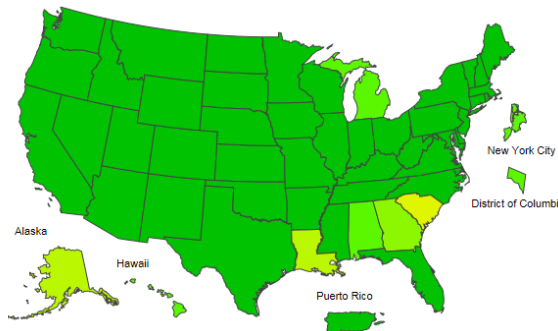 New York City
District of Columbi
Alaska
Hawaii
Puerto Rico